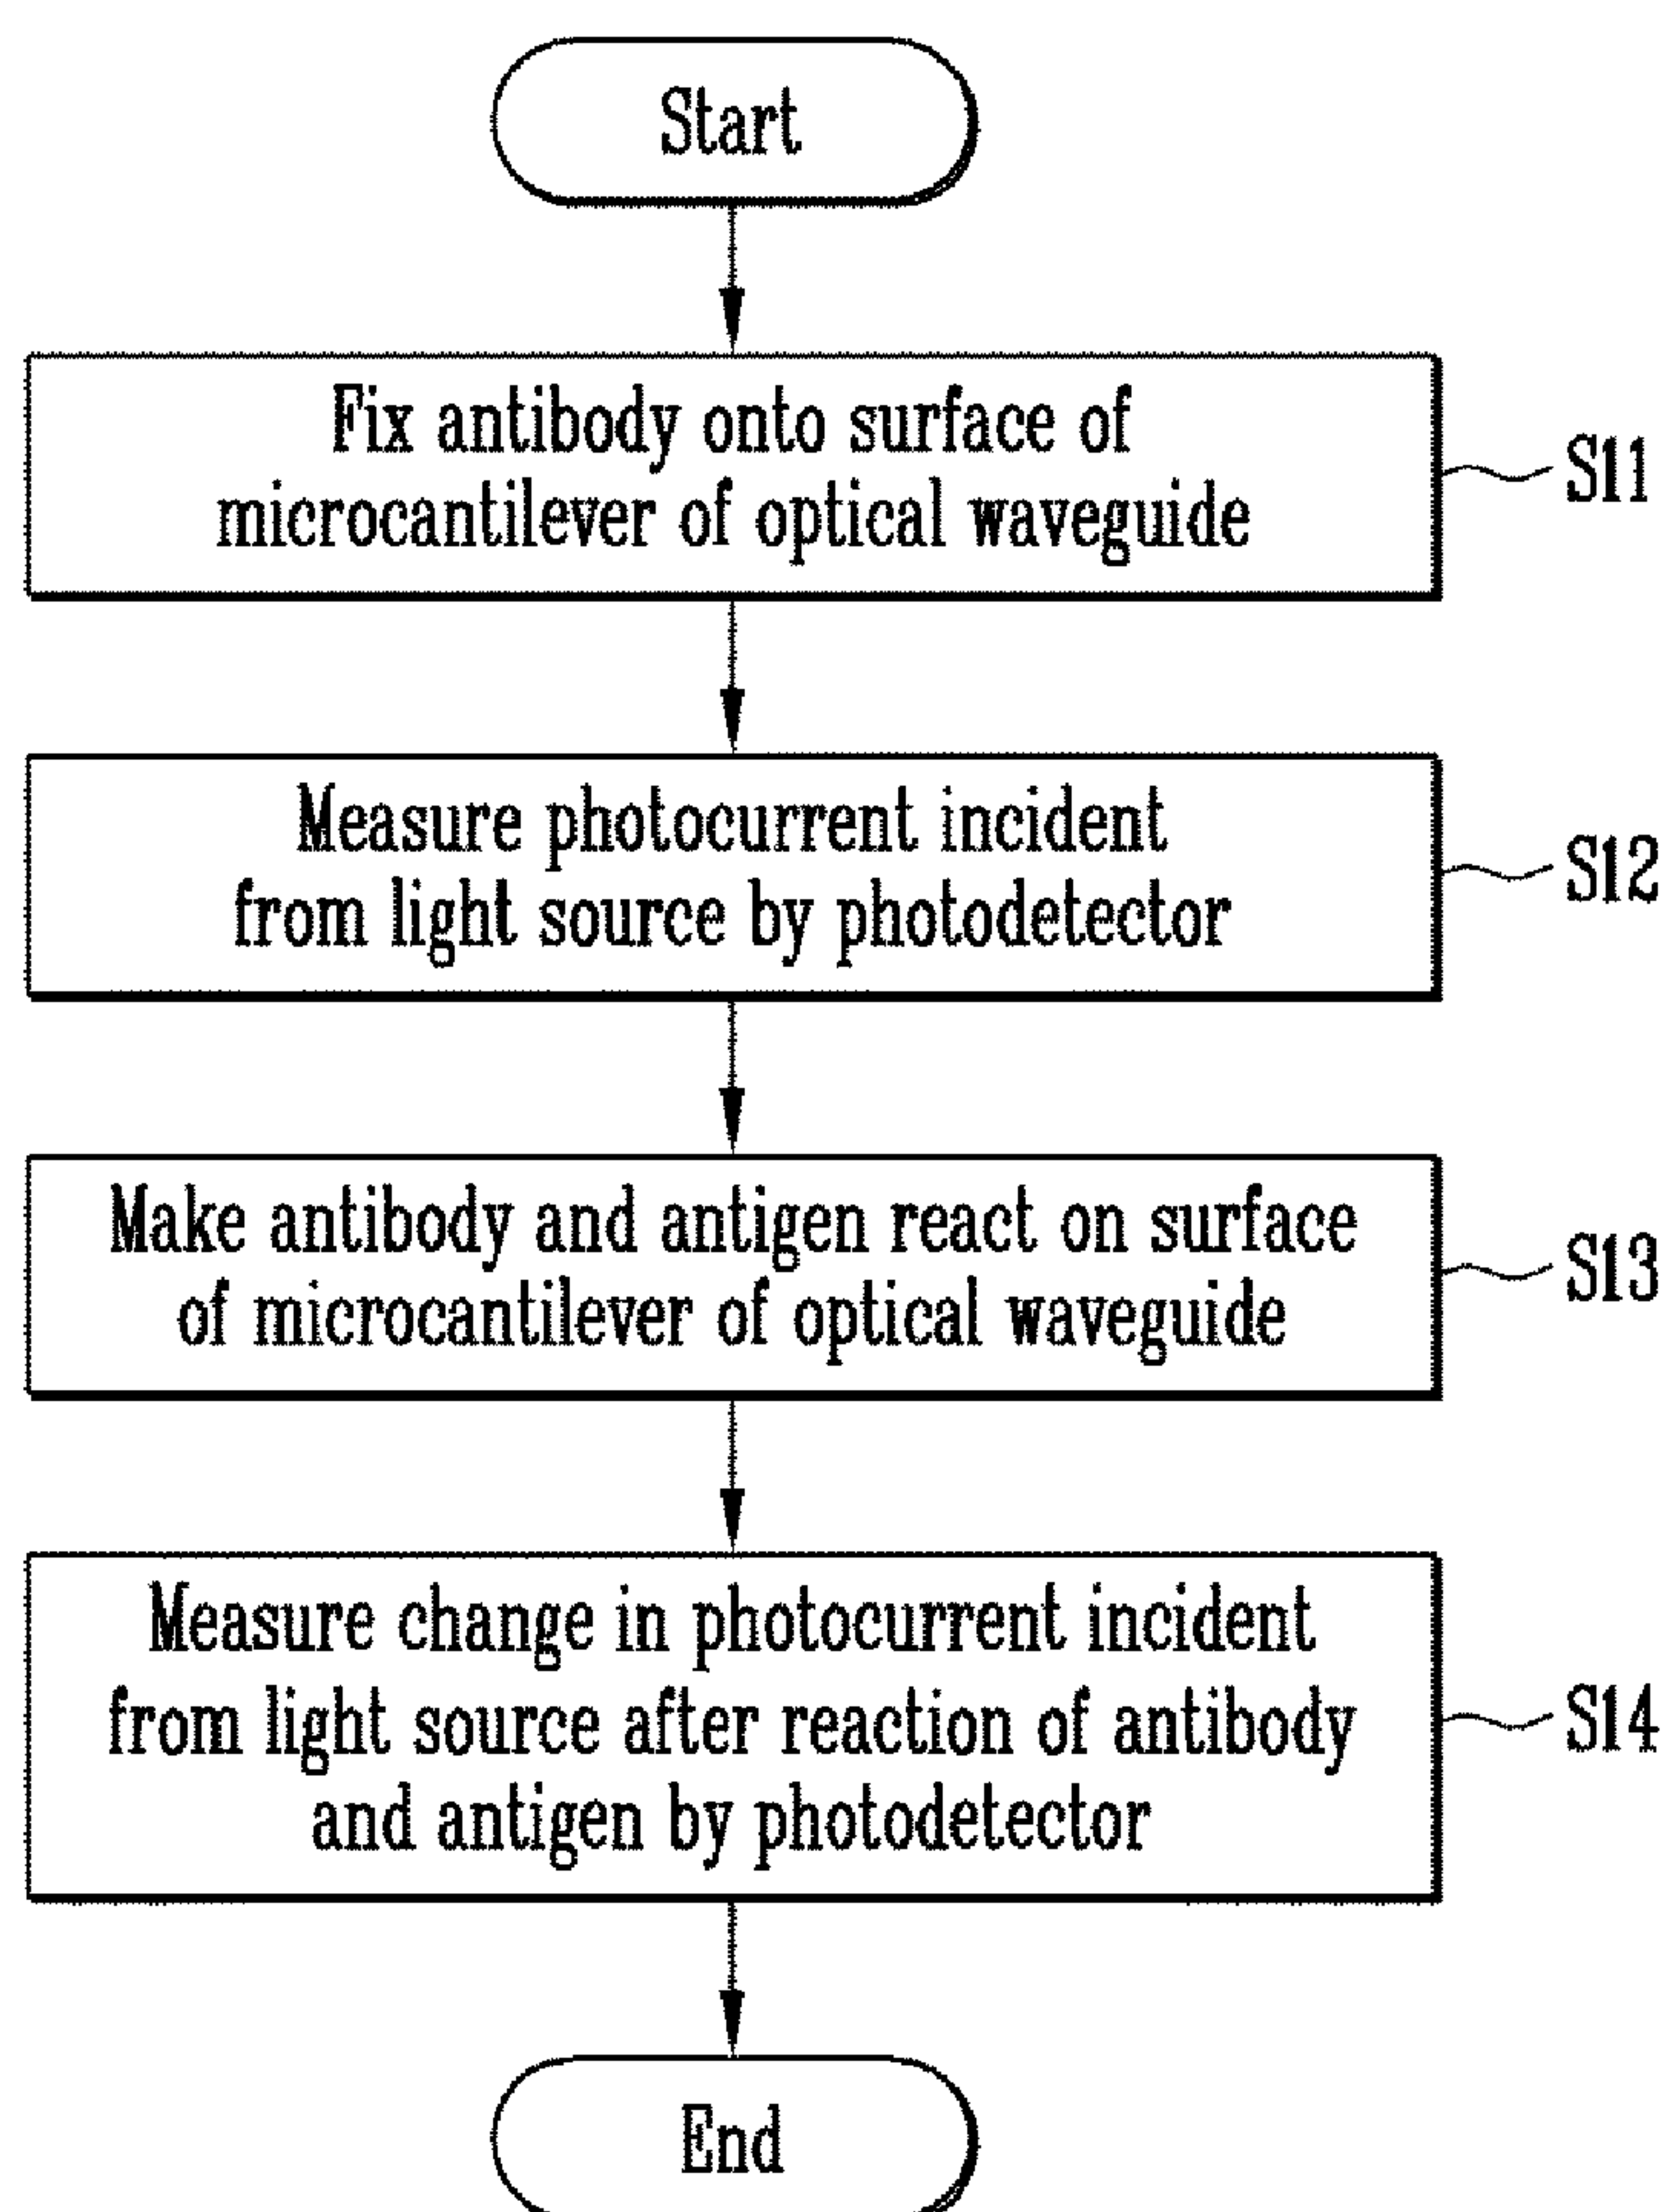 Start
Fix antibody onto surface of
microcantilever of optical waveguide
S11
Measure photocurrent incident
from light source by photodetector
S12
Make antibody and antigen react on surface
of microcantilever of optical waveguide
S13
Measure change in photocurrent incident
from light source after reaction of antibody
and antigen by photodetector
S14
End